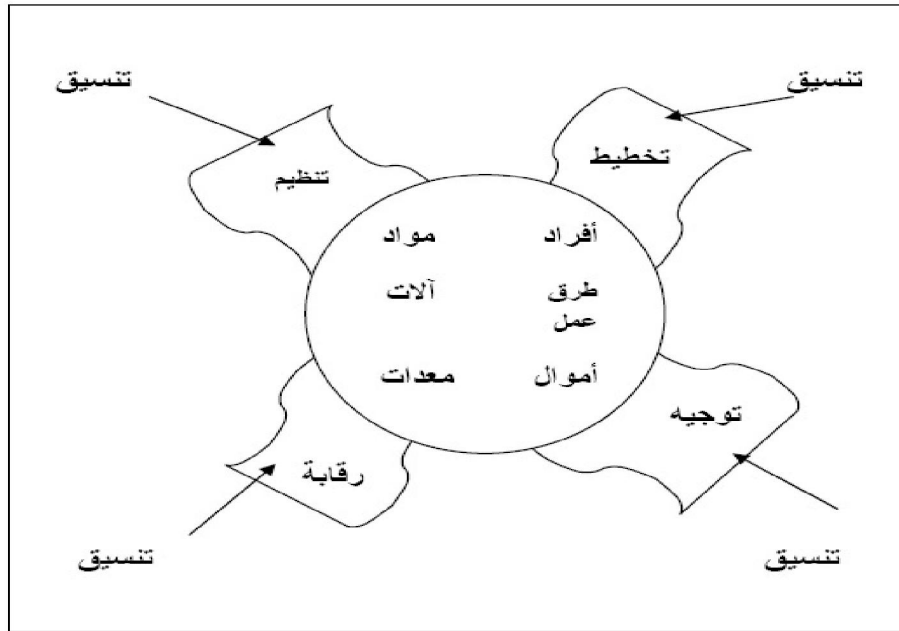 تنسيق
تنسيق
تخطيط
تنظيم
أفراد
مواد
طرق
عمل
آلات
أموال
معدات
توجيه
رقابة
تنسيق
تنسيق